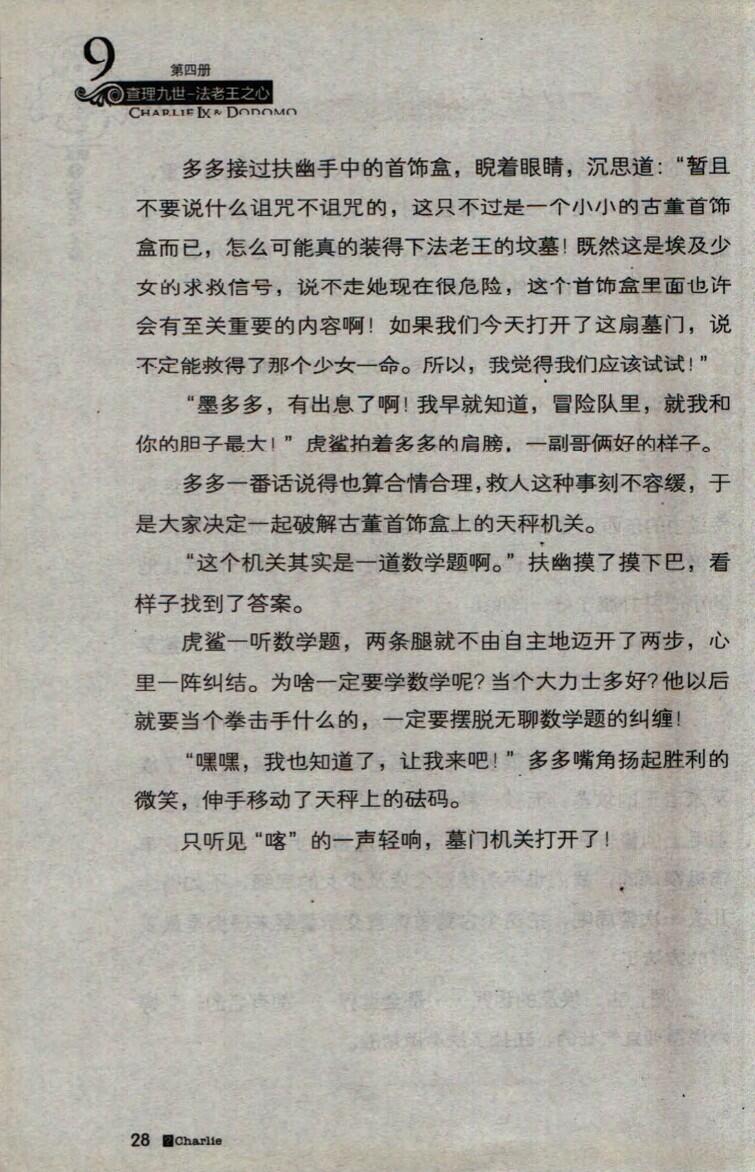 9
第四册
查理九世-法老王之心
CHARLIE IX & DODOMO
多多接过扶幽手中的首饰盒，睨着眼睛，沉思道：“暂且
不要说什么诅咒不诅咒的，这只不过是一个小小的古董首饰
盒而已，怎么可能真的装得下法老王的坟墓！既然这是埃及少
女的求救信号，说不走她现在很危险，这个首饰盒里面也许
会有至关重要的内容啊！如果我们今天打开了这扇墓门，说
不定能救得了那个少女一命。所以，我觉得我们应该试试！”
“墨多多，有出息了啊！我早就知道，冒险队里，就我和
你的胆子最大！”虎鲨拍着多多的肩膀，一副哥俩好的样子。
多多一番话说得也算合情合理，救人这种事刻不容缓，于
是大家决定一起破解古董首饰盒上的天秤机关。
“这个机关其实是一道数学题啊。”扶幽摸了摸下巴，看
样子找到了答案。
虎鲨一听数学题，两条腿就不由自主地迈开了两步，心
里一阵纠结。为啥一定要学数学呢？当个大力士多好？他以后
就要当个拳击手什么的，一定要摆脱无聊数学题的纠缠！
“嘿嘿，我也知道了，让我来吧！”多多嘴角扬起胜利的
微笑，伸手移动了天秤上的砝码。
只听见“喀”的一声轻响，墓门机关打开了！
28 ? Charlie